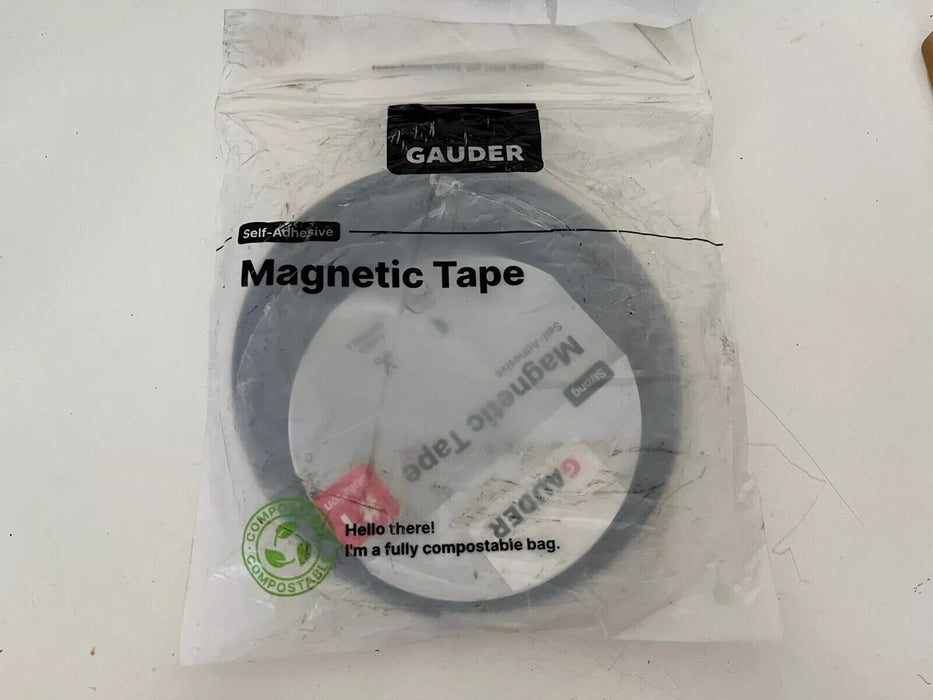 GAUDER
Self-Adhesive
Magnetic Tape
Strong
Self-Adhesive
Magnetic Tape
GAUDER
Hello there!
I'm a fully compostable bag.
COMPOSTABLE
COMPOSTABLE